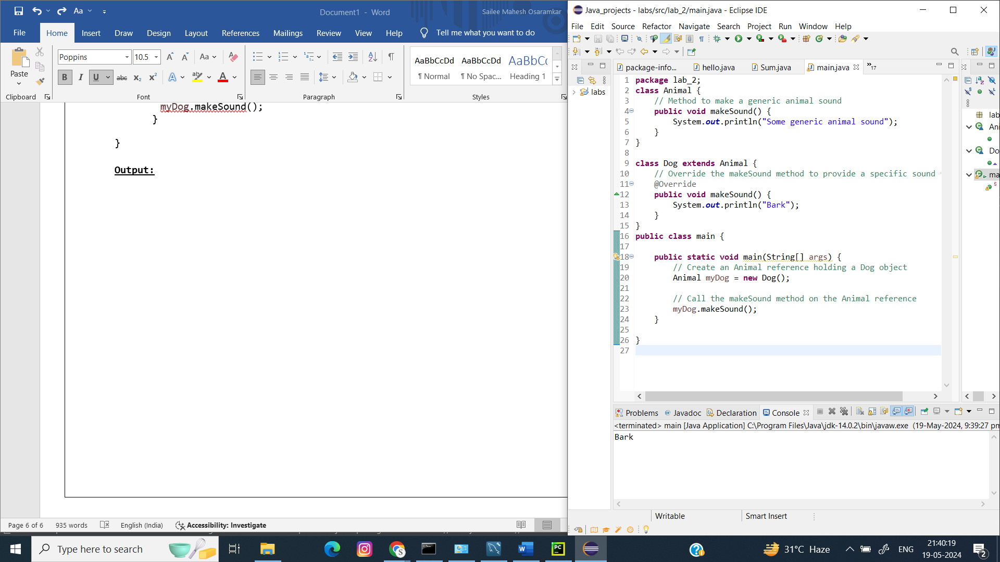 Document1 - Word
Sailee Mahesh Osaramkar
File Home Insert Draw Design Layout References Mailings Review View Help Tell me what you want to do
Paste
Poppins 10.5
AaBbCcDd AaBbCcDd AaBbCc
¶ Normal ¶ No Spac... Heading 1
Clipboard Font Paragraph Styles
myDog.makeSound();
}
}
Output:
Page 6 of 6 935 words English (India) Accessibility: Investigate
Java_projects - labs/src/lab_2/main.java - Eclipse IDE
File Edit Source Refactor Navigate Search Project Run Window Help
package-info... hello.java Sum.java main.java »17
labs
1 package lab_2;
2 class Animal {
3 // Method to make a generic animal sound
4 public void makeSound() {
5 System.out.println("Some generic animal sound");
6 }
7 }
8
9 class Dog extends Animal {
10 // Override the makeSound method to provide a specific sound
11 @Override
12 public void makeSound() {
13 System.out.println("Bark");
14 }
15 }
16 public class main {
17
18 public static void main(String[] args) {
19 // Create an Animal reference holding a Dog object
20 Animal myDog = new Dog();
21
22 // Call the makeSound method on the Animal reference
23 myDog.makeSound();
24 }
25
26 }
27
lab
Ani
Do
ma
Problems @ Javadoc Declaration Console
<terminated> main [Java Application] C:\Program Files\Java\jdk-14.0.2\bin\javaw.exe (19-May-2024, 9:39:27 pm
Bark
Writable Smart Insert
Type here to search
31°C Haze ENG 21:40:19
19-05-2024
2